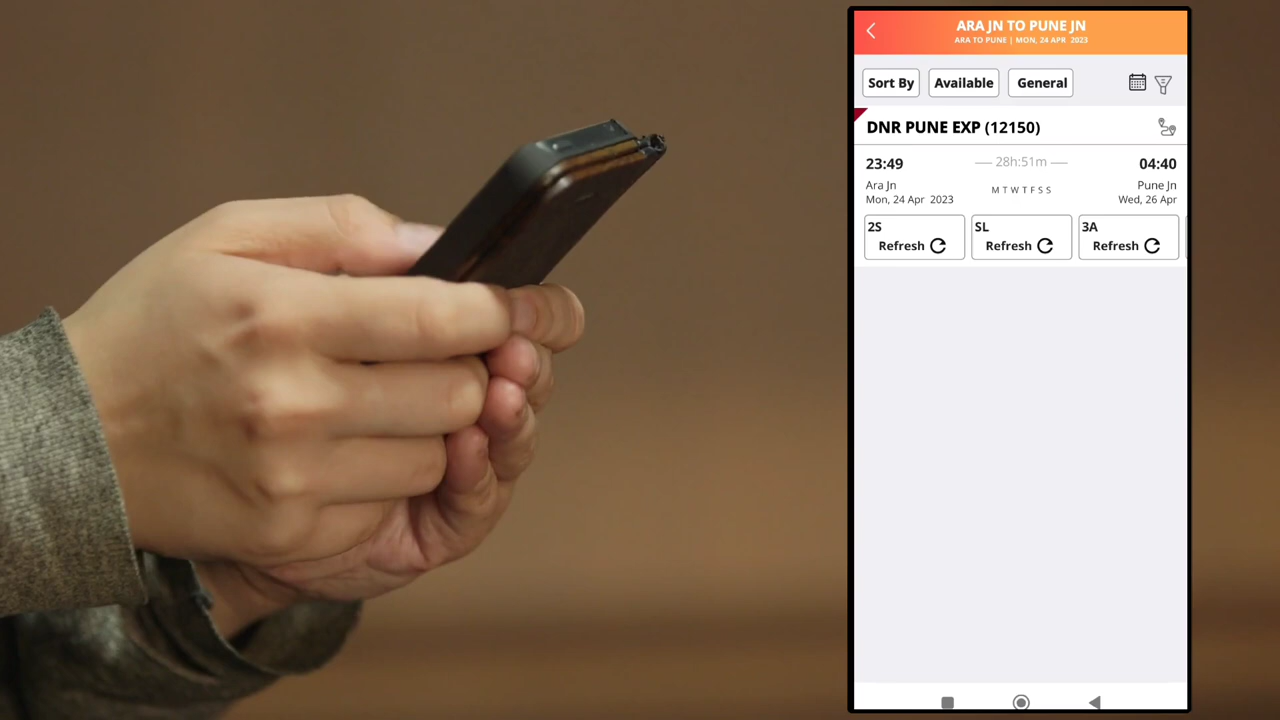 ARA JN TO PUNE JN
ARA TO PUNE | MON, 24 APR 2023
Sort By Available General
DNR PUNE EXP (12150)
23:49 28h:51m 04:40
Ara Jn M T W T F S S Pune Jn
Mon, 24 Apr 2023 Wed, 26 Apr
2S SL 3A
Refresh Refresh Refresh